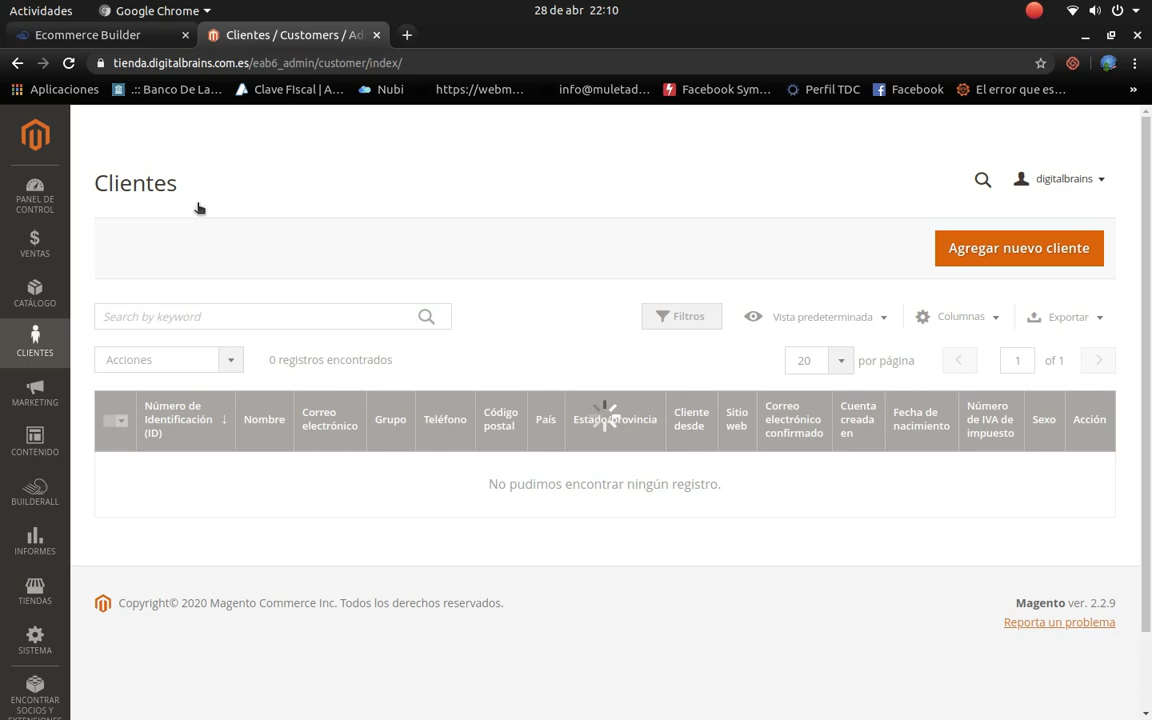 Actividades Google Chrome 28 de abr 22:10
Ecommerce Builder × Clientes / Customers / Ad × +
tienda.digitalbrains.com.es/eab6_admin/customer/index/
Aplicaciones .:: Banco De La... Clave FIscal | A... Nubi https://webm... info@muletad... Facebook Sym... Perfil TDC Facebook El error que es... »
PANEL DE
CONTROL
VENTAS
CATÁLOGO
CLIENTES
MARKETING
CONTENIDO
BUILDERALL
INFORMES
TIENDAS
SISTEMA
ENCONTRAR
SOCIOS Y
EXTENSIONES
Clientes
digitalbrains
Agregar nuevo cliente
Search by keyword
Filtros
Vista predeterminada
Columnas
Exportar
Acciones
0 registros encontrados
20 por página
1 of 1
Número de
Identificación
(ID) ↓
Nombre
Correo
electrónico
Grupo
Teléfono
Código
postal
País
Estado/Provincia
Cliente
desde
Sitio
web
Correo
electrónico
confirmado
Cuenta
creada
en
Fecha de
nacimiento
Número
de IVA de
impuesto
Sexo
Acción
No pudimos encontrar ningún registro.
Copyright© 2020 Magento Commerce Inc. Todos los derechos reservados.
Magento ver. 2.2.9
Reporta un problema